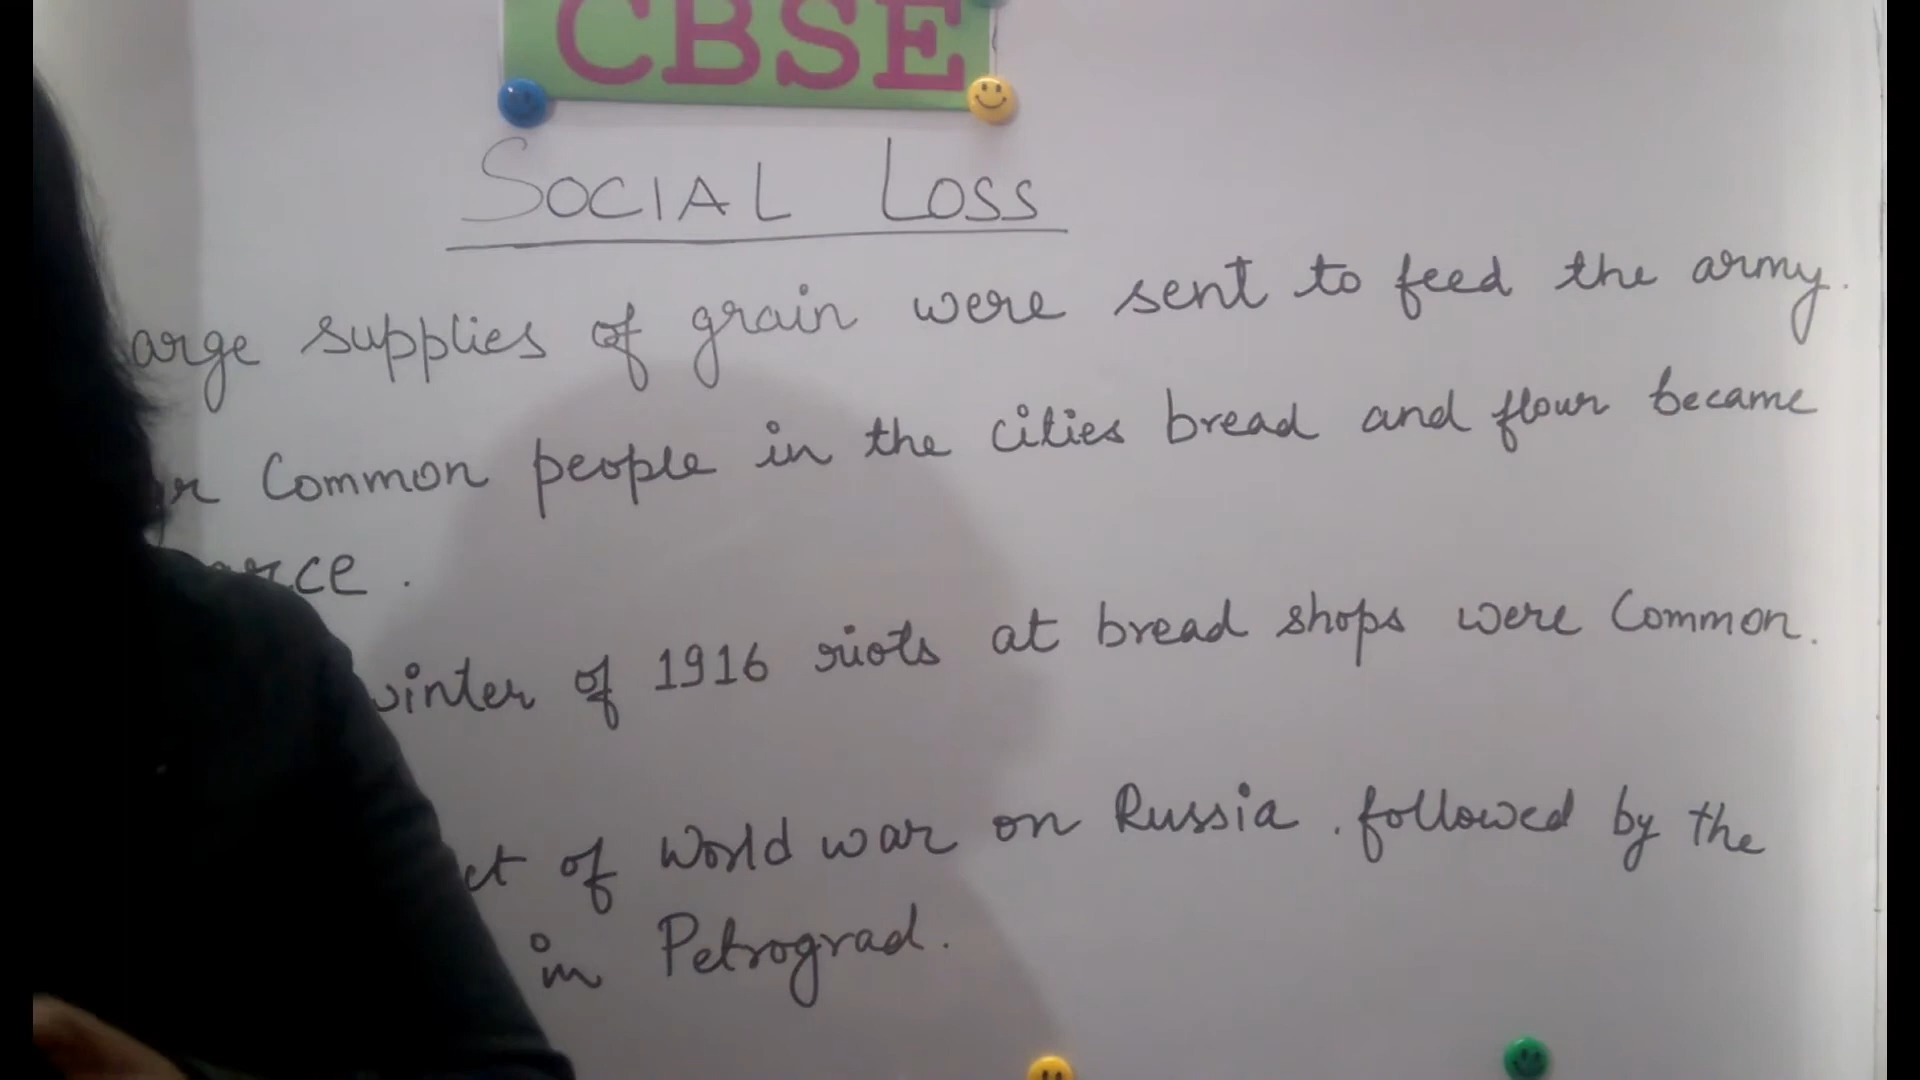 CBSE
SOCIAL LOSS
arge supplies of grain were sent to feed the army.
Common people in the cities bread and flour became
rce.
winter of 1916 riots at bread shops were Common.
ct of World war on Russia. followed by the
in Petrograd.